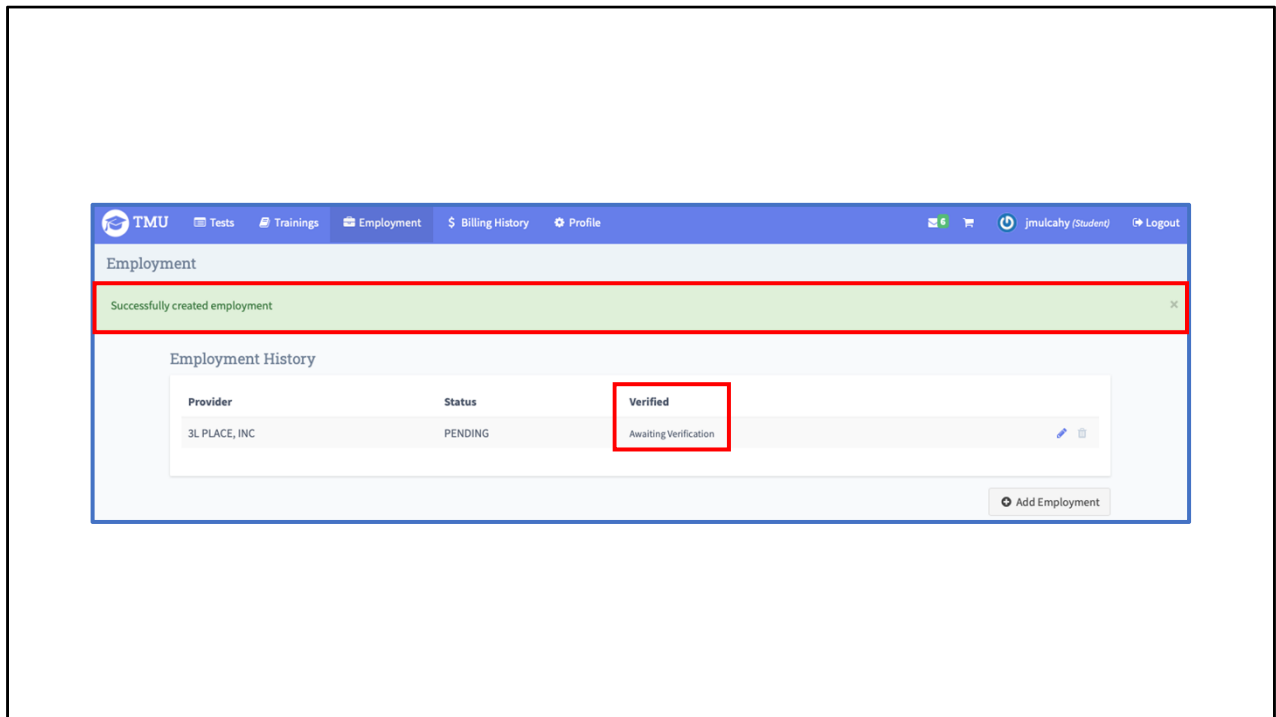 TMU Tests Trainings Employment $ Billing History Profile 6 jmulcahy (Student) Logout
Employment
Successfully created employment ×
Employment History
Provider Status Verified
3L PLACE, INC PENDING Awaiting Verification
Add Employment